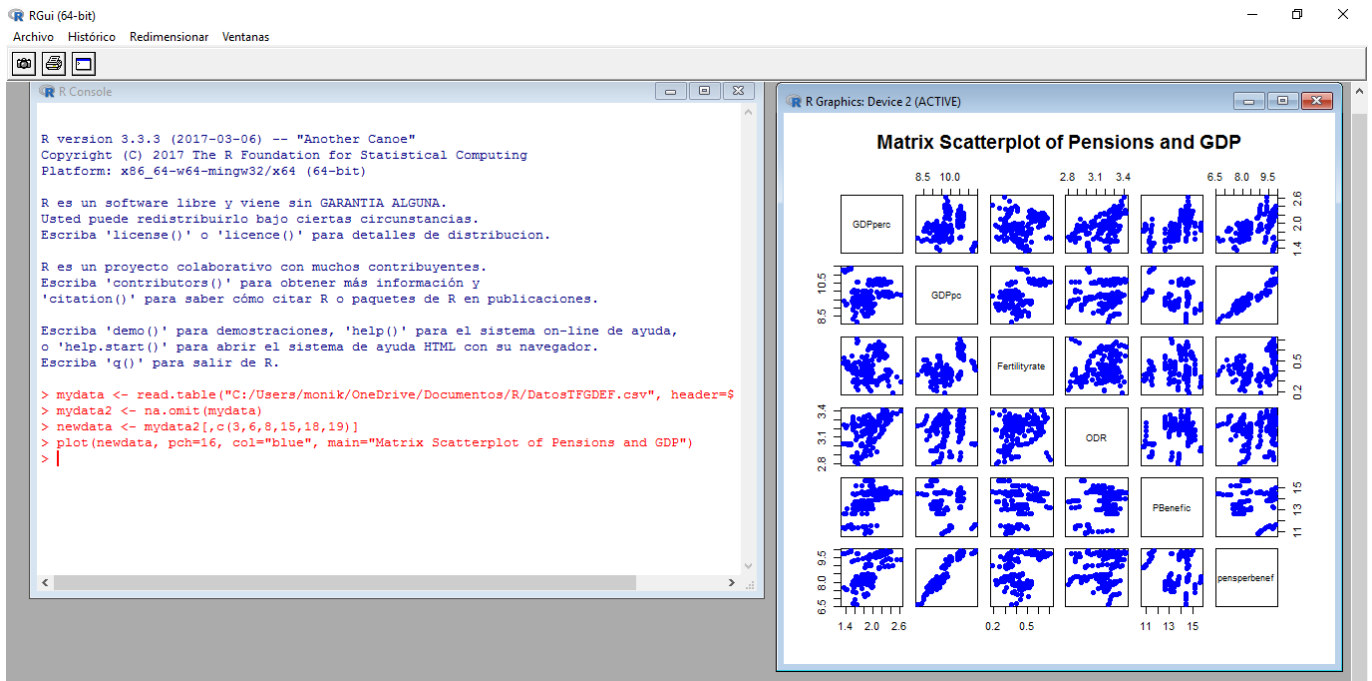 RGui (64-bit)
Archivo Histórico Redimensionar Ventanas
R Console
R version 3.3.3 (2017-03-06) -- "Another Canoe"
Copyright (C) 2017 The R Foundation for Statistical Computing
Platform: x86_64-w64-mingw32/x64 (64-bit)
R es un software libre y viene sin GARANTIA ALGUNA.
Usted puede redistribuirlo bajo ciertas circunstancias.
Escriba 'license()' o 'licence()' para detalles de distribucion.
R es un proyecto colaborativo con muchos contribuyentes.
Escriba 'contributors()' para obtener más información y
'citation()' para saber cómo citar R o paquetes de R en publicaciones.
Escriba 'demo()' para demostraciones, 'help()' para el sistema on-line de ayuda,
o 'help.start()' para abrir el sistema de ayuda HTML con su navegador.
Escriba 'q()' para salir de R.
> mydata <- read.table("C:/Users/monik/OneDrive/Documentos/R/DatosTFGDEF.csv", header=$
> mydata2 <- na.omit(mydata)
> newdata <- mydata2[,c(3,6,8,15,18,19)]
> plot(newdata, pch=16, col="blue", main="Matrix Scatterplot of Pensions and GDP")
>
R Graphics: Device 2 (ACTIVE)
Matrix Scatterplot of Pensions and GDP
8.5 10.0 2.8 3.1 3.4 6.5 8.0 9.5
GDPperc
1.4 2.0 2.6
8.5 10.5
GDPpc
Fertilityrate
0.2 0.5
2.8 3.1 3.4
ODR
PBenefic
11 13 15
6.5 8.0 9.5
pensperbenef
1.4 2.0 2.6 0.2 0.5 11 13 15